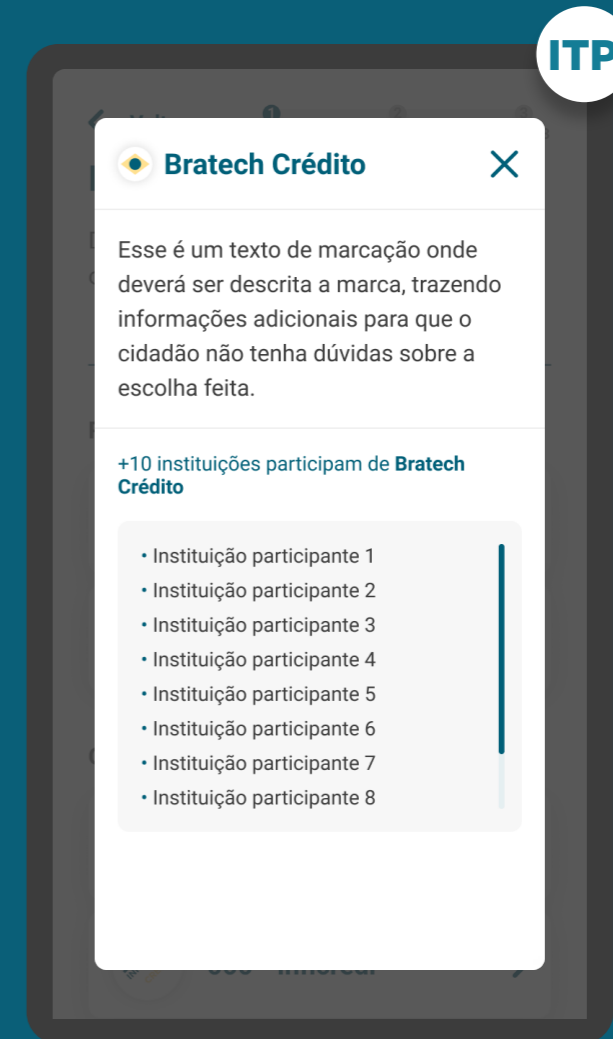 ITP
Bratech Crédito
Esse é um texto de marcação onde
deverá ser descrita a marca, trazendo
informações adicionais para que o
cidadão não tenha dúvidas sobre a
escolha feita.
+10 instituições participam de Bratech
Crédito
• Instituição participante 1
• Instituição participante 2
• Instituição participante 3
• Instituição participante 4
• Instituição participante 5
• Instituição participante 6
• Instituição participante 7
• Instituição participante 8